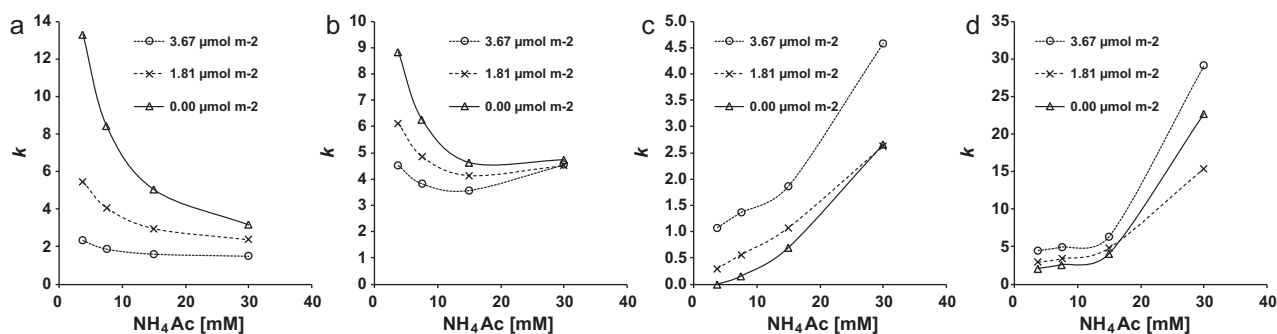 a
3.67 µmol m-2
1.81 µmol m-2
0.00 µmol m-2
k
14
12
10
8
6
4
2
0
0 10 20 30 40
NH₄Ac [mM]
b
3.67 µmol m-2
1.81 µmol m-2
0.00 µmol m-2
k
10
9
8
7
6
5
4
3
2
1
0
0 10 20 30 40
NH₄Ac [mM]
c
3.67 µmol m-2
1.81 µmol m-2
0.00 µmol m-2
k
5.0
4.5
4.0
3.5
3.0
2.5
2.0
1.5
1.0
0.5
0.0
0 10 20 30 40
NH₄Ac [mM]
d
3.67 µmol m-2
1.81 µmol m-2
0.00 µmol m-2
k
35
30
25
20
15
10
5
0
0 10 20 30 40
NH₄Ac [mM]